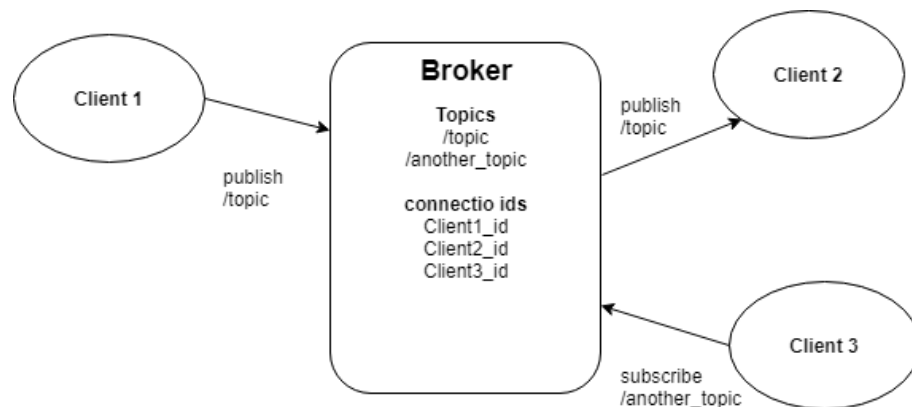 Client 1
publish
/topic
Broker
Topics
/topic
/another_topic
connectio ids
Client1_id
Client2_id
Client3_id
publish
/topic
Client 2
Client 3
subscribe
/another_topic